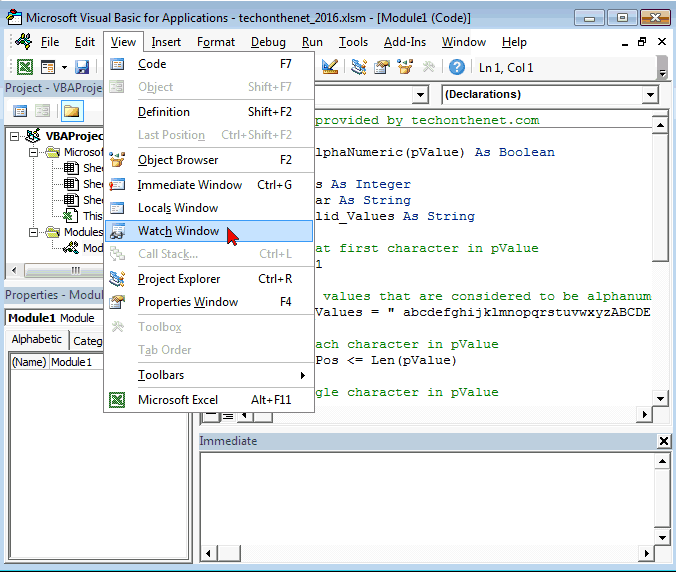 Microsoft Visual Basic for Applications - techonthenet_2016.xlsm - [Module1 (Code)]
File Edit View Insert Format Debug Run Tools Add-Ins Window Help
Ln 1, Col 1
Project - VBAProje
VBAProjec
Microsof
Shee
Shee
Shee
This
Modules
Mod
Properties - Modul
Module1 Module
Alphabetic Categ
(Name) Module1
Code F7
Object Shift+F7
Definition Shift+F2
Last Position Ctrl+Shift+F2
Object Browser F2
Immediate Window Ctrl+G
Locals Window
Watch Window
Call Stack... Ctrl+L
Project Explorer Ctrl+R
Properties Window F4
Toolbox
Tab Order
Toolbars
Microsoft Excel Alt+F11
(Declarations)
provided by techonthenet.com
lphaNumeric(pValue) As Boolean
s As Integer
ar As String
lid_Values As String
at first character in pValue
1
values that are considered to be alphanum
Values = " abcdefghijklmnopqrstuvwxyzABCDE
ach character in pValue
Pos <= Len(pValue)
gle character in pValue
Immediate